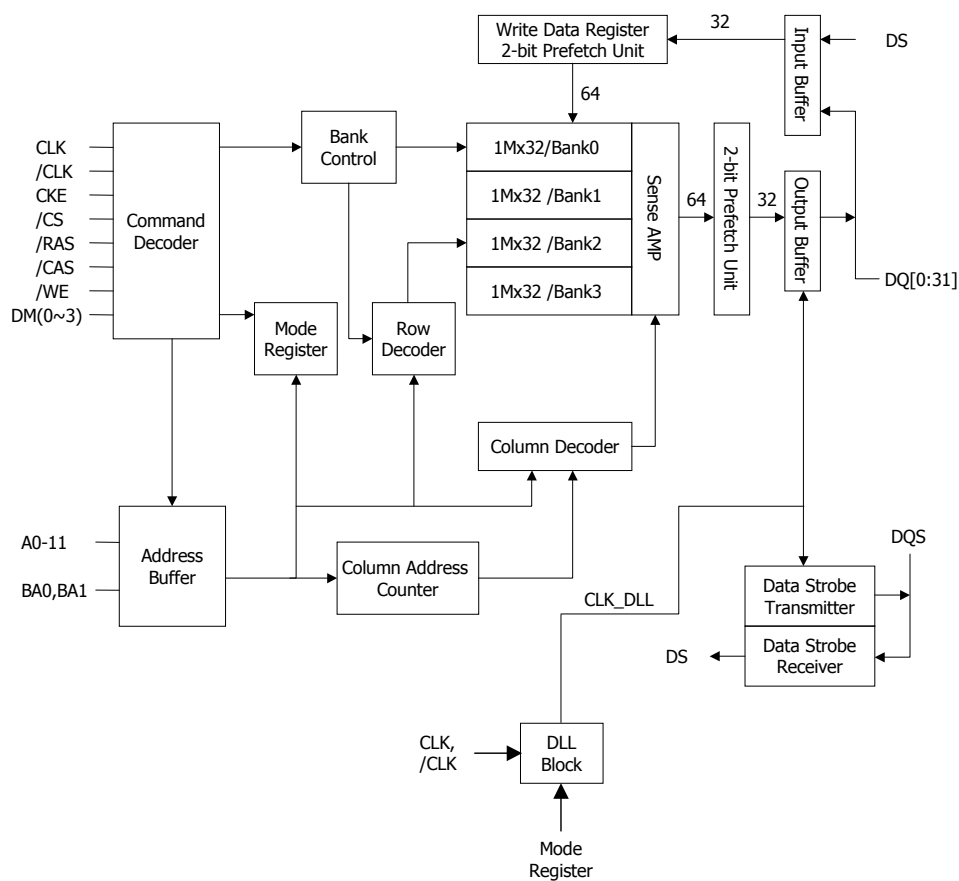 Write Data Register
2-bit Prefetch Unit
32
Input Buffer
DS
64
CLK
/CLK
CKE
/CS
/RAS
/CAS
/WE
DM(0~3)
Command
Decoder
Bank
Control
1Mx32/Bank0
1Mx32 /Bank1
1Mx32 /Bank2
1Mx32 /Bank3
Sense AMP
64
2-bit Prefetch Unit
32
Output Buffer
DQ[0:31]
Mode
Register
Row
Decoder
Column Decoder
A0-11
BA0,BA1
Address
Buffer
Column Address
Counter
CLK_DLL
DQS
Data Strobe
Transmitter
Data Strobe
Receiver
DS
CLK,
/CLK
DLL
Block
Mode
Register